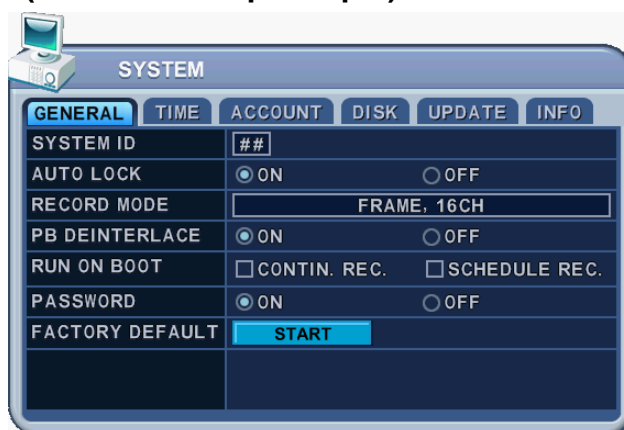 SYSTEM
GENERAL TIME ACCOUNT DISK UPDATE INFO
SYSTEM ID ##
AUTO LOCK ON OFF
RECORD MODE FRAME, 16CH
PB DEINTERLACE ON OFF
RUN ON BOOT CONTIN. REC. SCHEDULE REC.
PASSWORD ON OFF
FACTORY DEFAULT START